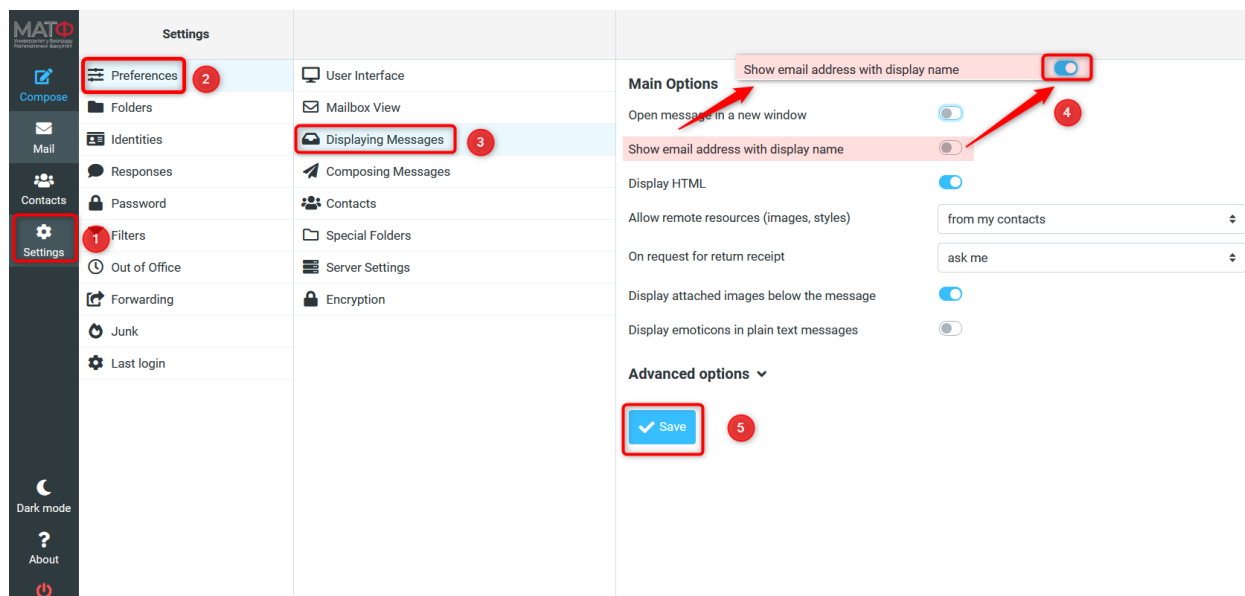 МАТФ
Универзитет у Београду
Математички факултет
Compose
Mail
Contacts
Settings
1
Dark mode
?
About
Settings
Preferences
2
Folders
Identities
Responses
Password
Filters
Out of Office
Forwarding
Junk
Last login
User Interface
Mailbox View
Displaying Messages
3
Composing Messages
Contacts
Special Folders
Server Settings
Encryption
Show email address with display name
4
Main Options
Open message in a new window
Show email address with display name
Display HTML
Allow remote resources (images, styles)
from my contacts
On request for return receipt
ask me
Display attached images below the message
Display emoticons in plain text messages
Advanced options
Save
5